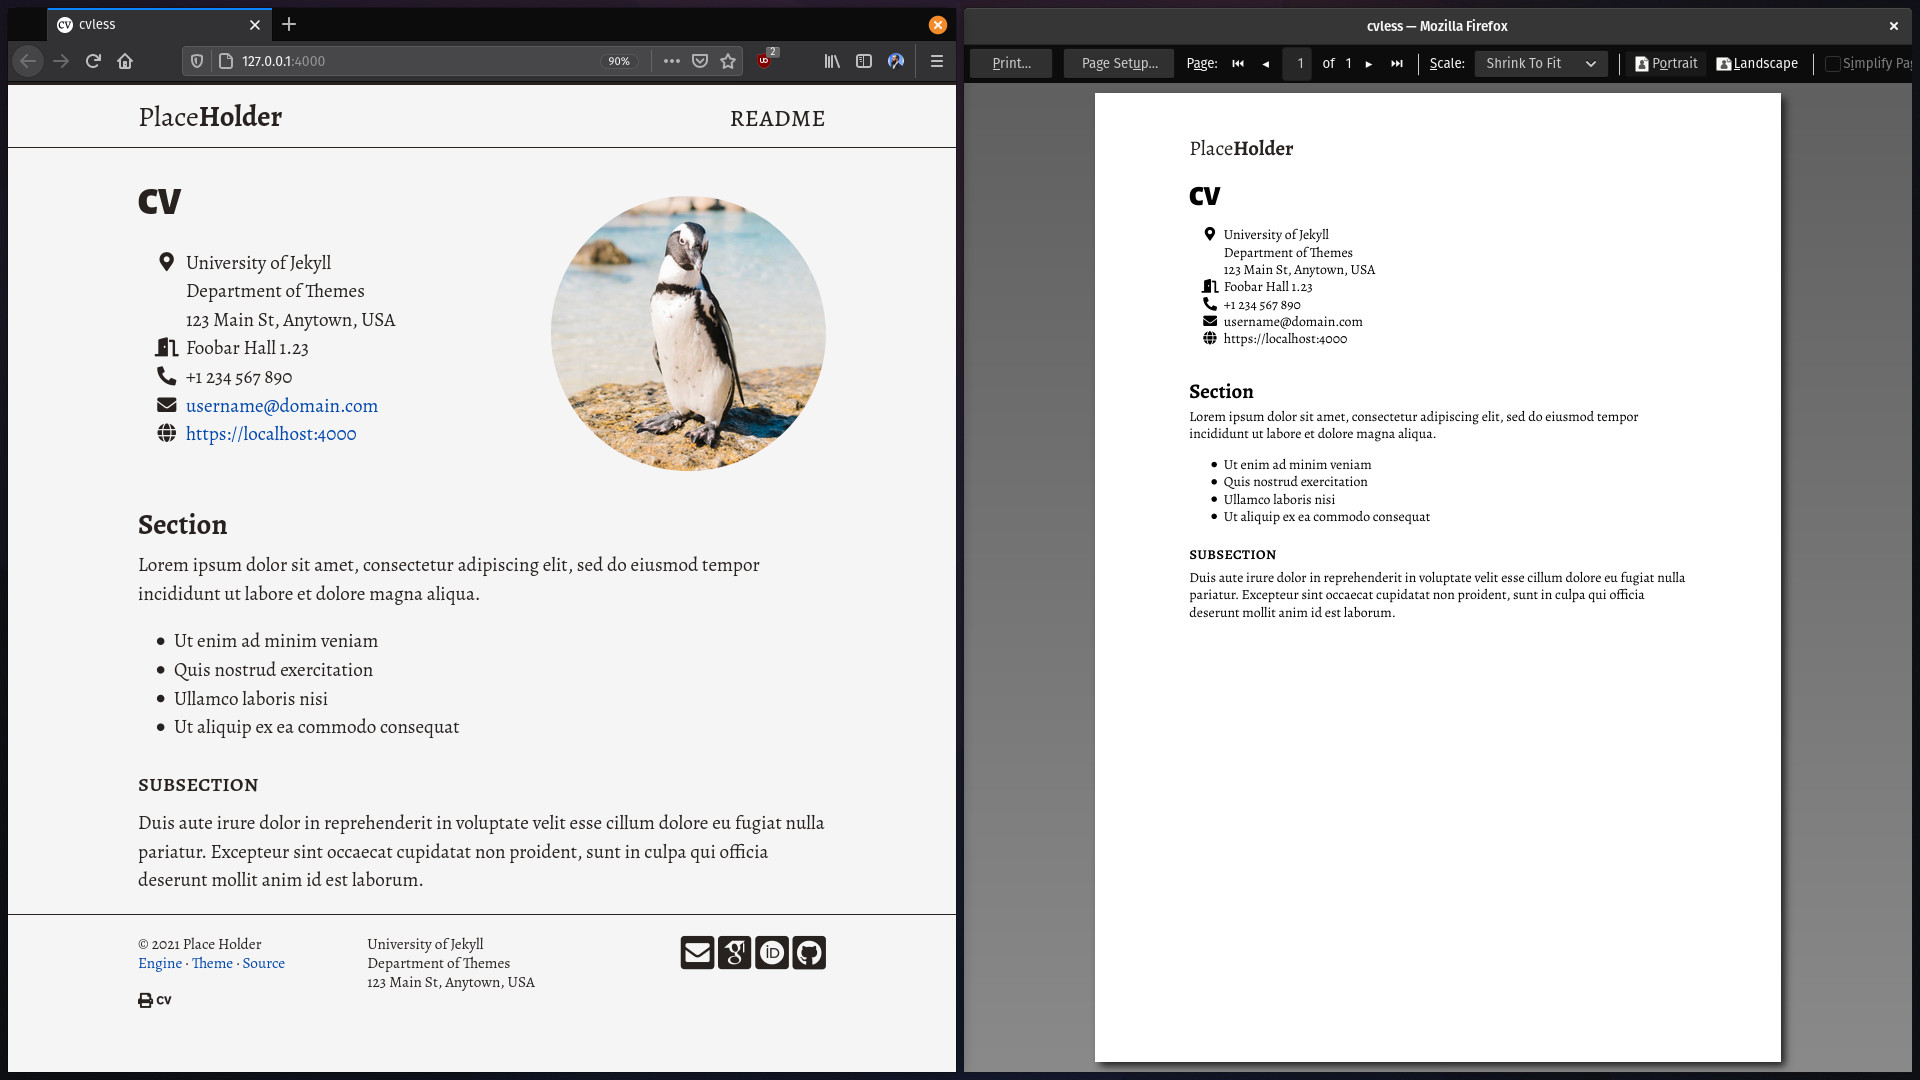 cv cvless
127.0.0.1:4000
90%
2
PlaceHolder
README
CV
University of Jekyll
Department of Themes
123 Main St, Anytown, USA
Foobar Hall 1.23
+1 234 567 890
username@domain.com
https://localhost:4000
Section
Lorem ipsum dolor sit amet, consectetur adipiscing elit, sed do eiusmod tempor
incididunt ut labore et dolore magna aliqua.
Ut enim ad minim veniam
Quis nostrud exercitation
Ullamco laboris nisi
Ut aliquip ex ea commodo consequat
SUBSECTION
Duis aute irure dolor in reprehenderit in voluptate velit esse cillum dolore eu fugiat nulla
pariatur. Excepteur sint occaecat cupidatat non proident, sunt in culpa qui officia
deserunt mollit anim id est laborum.
© 2021 Place Holder
Engine · Theme · Source
CV
University of Jekyll
Department of Themes
123 Main St, Anytown, USA
iD
cvless — Mozilla Firefox
Print... Page Setup... Page: 1 of 1 Scale: Shrink To Fit Portrait Landscape Simplify Pa
PlaceHolder
CV
University of Jekyll
Department of Themes
123 Main St, Anytown, USA
Foobar Hall 1.23
+1 234 567 890
username@domain.com
https://localhost:4000
Section
Lorem ipsum dolor sit amet, consectetur adipiscing elit, sed do eiusmod tempor
incididunt ut labore et dolore magna aliqua.
Ut enim ad minim veniam
Quis nostrud exercitation
Ullamco laboris nisi
Ut aliquip ex ea commodo consequat
SUBSECTION
Duis aute irure dolor in reprehenderit in voluptate velit esse cillum dolore eu fugiat nulla
pariatur. Excepteur sint occaecat cupidatat non proident, sunt in culpa qui officia
deserunt mollit anim id est laborum.